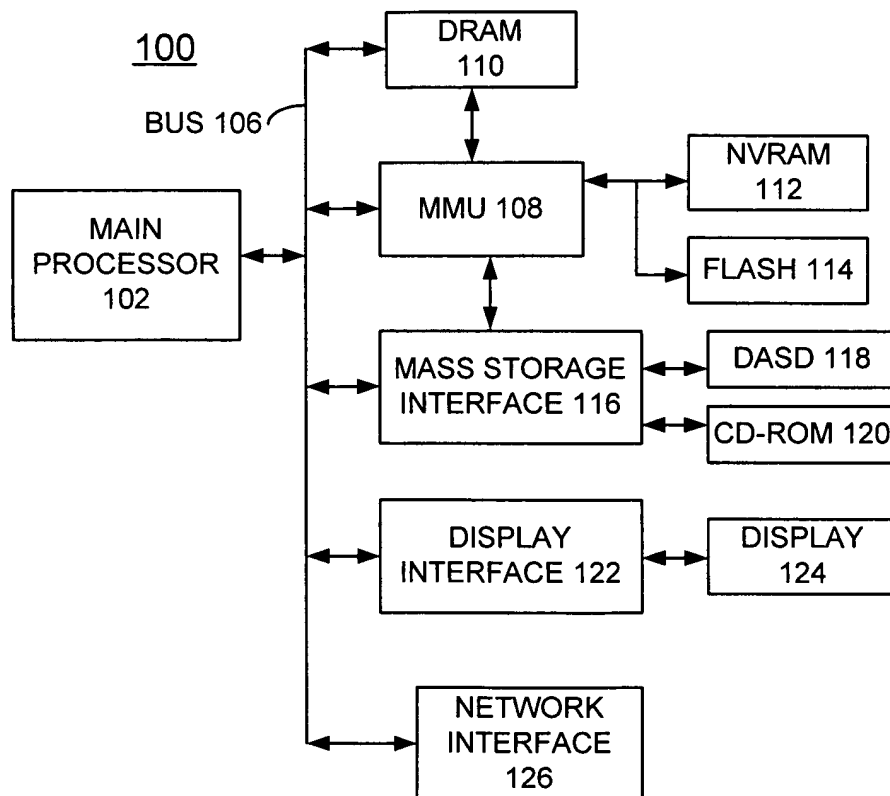 100
DRAM
110
BUS 106
NVRAM
112
MMU 108
MAIN
PROCESSOR
102
FLASH 114
MASS STORAGE
INTERFACE 116
DASD 118
CD-ROM 120
DISPLAY
INTERFACE 122
DISPLAY
124
NETWORK
INTERFACE
126